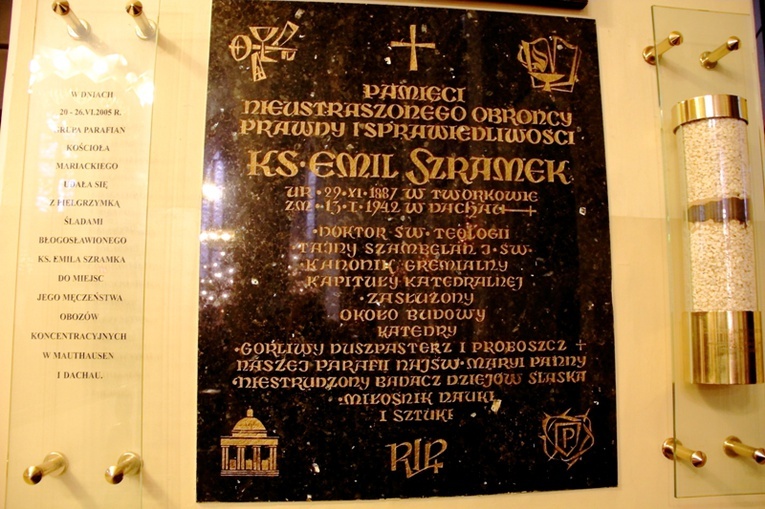 W DNIACH
20 - 26.VI.2005 R.
GRUPA PARAFIAN
KOŚCIOŁA
MARIACKIEGO
UDAŁA SIĘ
Z PIELGRZYMKĄ
ŚLADAMI
BŁOGOSŁAWIONEGO
KS. EMILA SZRAMKA
DO MIEJSC
JEGO MĘCZEŃSTWA
OBOZÓW
KONCENTRACYJNYCH
W MAUTHAUSEN
I DACHAU.
PAMIĘCI
NIEUSTRASZONEGO OBROŃCY
PRAWDY I SPRAWIEDLIWOŚCI
KS. EMIL SZRAMEK
UR • 29 • XI • 1887 W TWORKOWIE
ZM • 13 • I • 1942 W DACHAU
• DOKTOR ŚW. TEOLOGII
TAJNY SZAMBELAN J. ŚW.
KANONIK GREMIALNY
KAPITUŁY KATEDRALNEJ
• ZASŁUŻONY
OKOŁO BUDOWY
KATEDRY
• GORLIWY DUSZPASTERZ I PROBOSZCZ
NASZEJ PARAFII NAJŚW. MARYI PANNY
• NIESTRUDZONY BADACZ DZIEJÓW ŚLĄSKA
• MIŁOŚNIK NAUKI
I SZTUKI
RIP